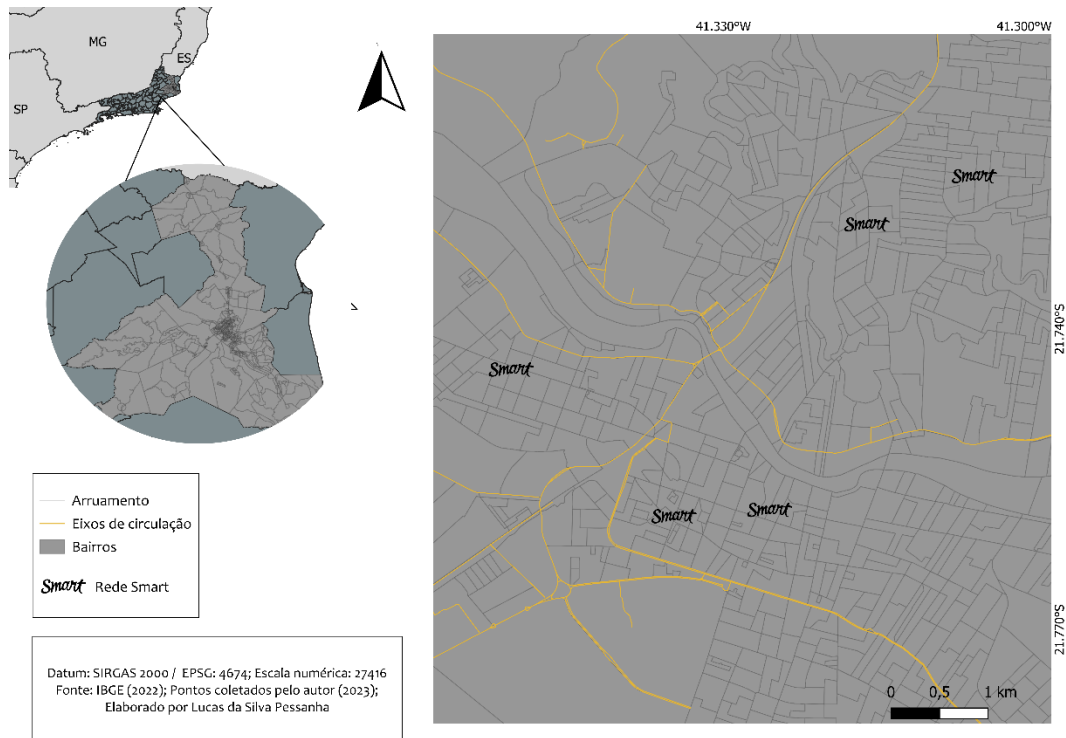 MG
ES
SP
41.330°W
41.300°W
Smart
Smart
21.740°S
Smart
Smart
Smart
21.770°S
Arruamento
Eixos de circulação
Bairros
Smart Rede Smart
Datum: SIRGAS 2000 / EPSG: 4674; Escala numérica: 27416
Fonte: IBGE (2022); Pontos coletados pelo autor (2023);
Elaborado por Lucas da Silva Pessanha
0 0,5 1 km